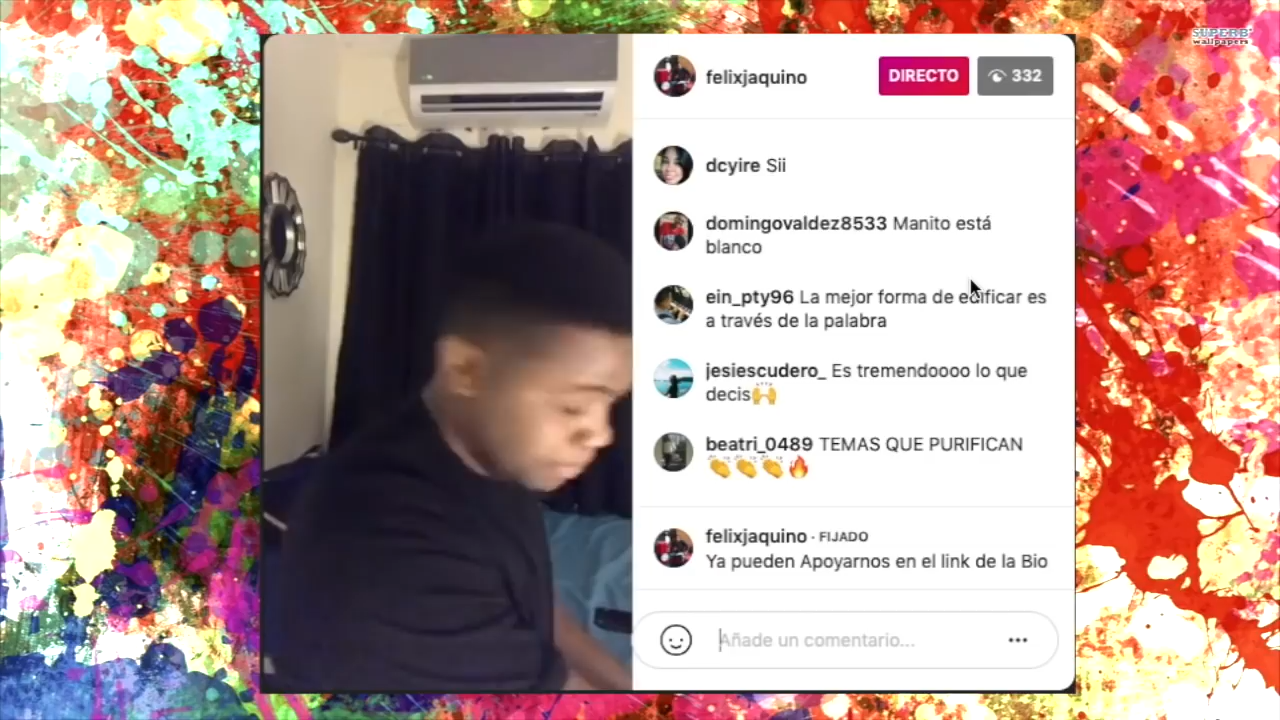 SUPERB
wallpapers
felixjaquino
DIRECTO
332
dcyire Sii
domingovaldez8533 Manito está
blanco
ein_pty96 La mejor forma de edificar es
a través de la palabra
jesiescudero_ Es tremendoooo lo que
decis🙌
beatri_0489 TEMAS QUE PURIFICAN
👏👏👏🔥
felixjaquino · FIJADO
Ya pueden Apoyarnos en el link de la Bio
Añade un comentario...